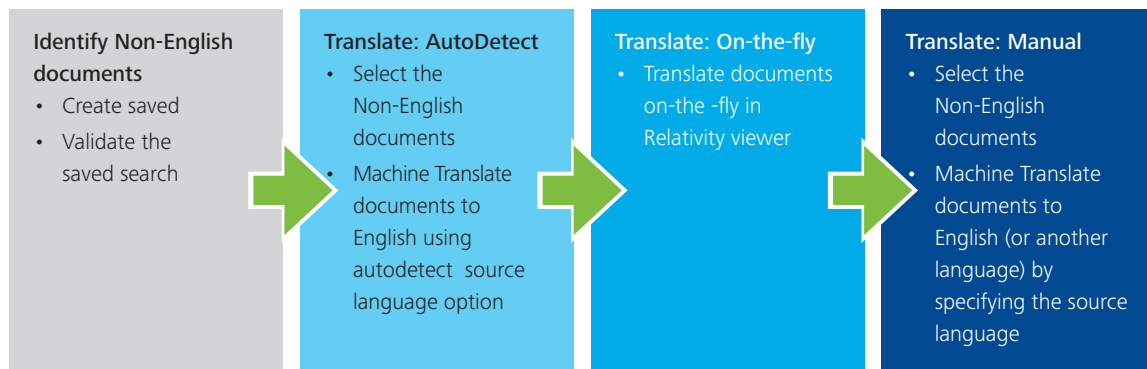 Identify Non-English
documents
• Create saved
• Validate the
saved search
Translate: AutoDetect
• Select the
Non-English
documents
• Machine Translate
documents to
English using
autodetect source
language option
Translate: On-the-fly
• Translate documents
on-the -fly in
Relativity viewer
Translate: Manual
• Select the
Non-English
documents
• Machine Translate
documents to
English (or another
language) by
specifying the source
language